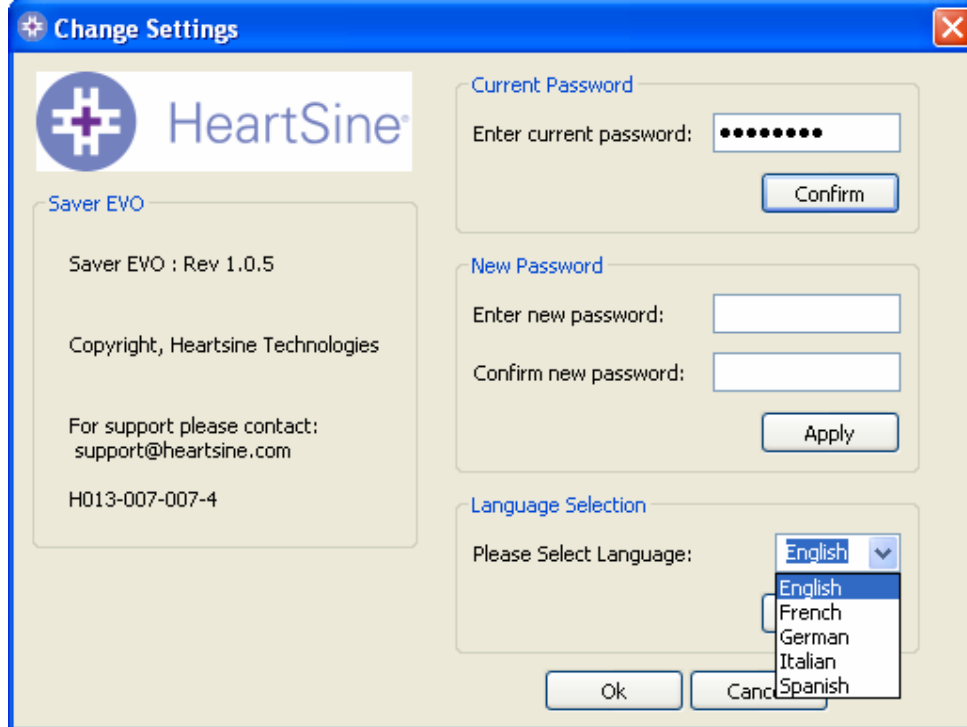 Change Settings
HeartSine®
Saver EVO
Saver EVO : Rev 1.0.5
Copyright, Heartsine Technologies
For support please contact:
support@heartsine.com
H013-007-007-4
Current Password
Enter current password: ••••••••
Confirm
New Password
Enter new password:
Confirm new password:
Apply
Language Selection
Please Select Language: English
English
French
German
Italian
Spanish
Ok